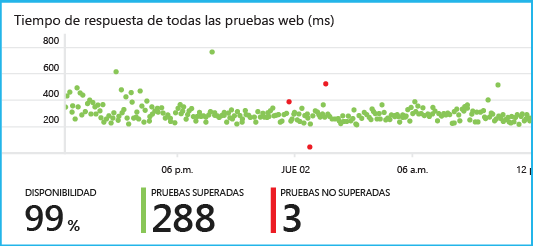 Tiempo de respuesta de todas las pruebas web (ms)
800
600
400
200
06 p.m.
JUE 02
06 a.m.
12 p
DISPONIBILIDAD
99 %
PRUEBAS SUPERADAS
288
PRUEBAS NO SUPERADAS
3